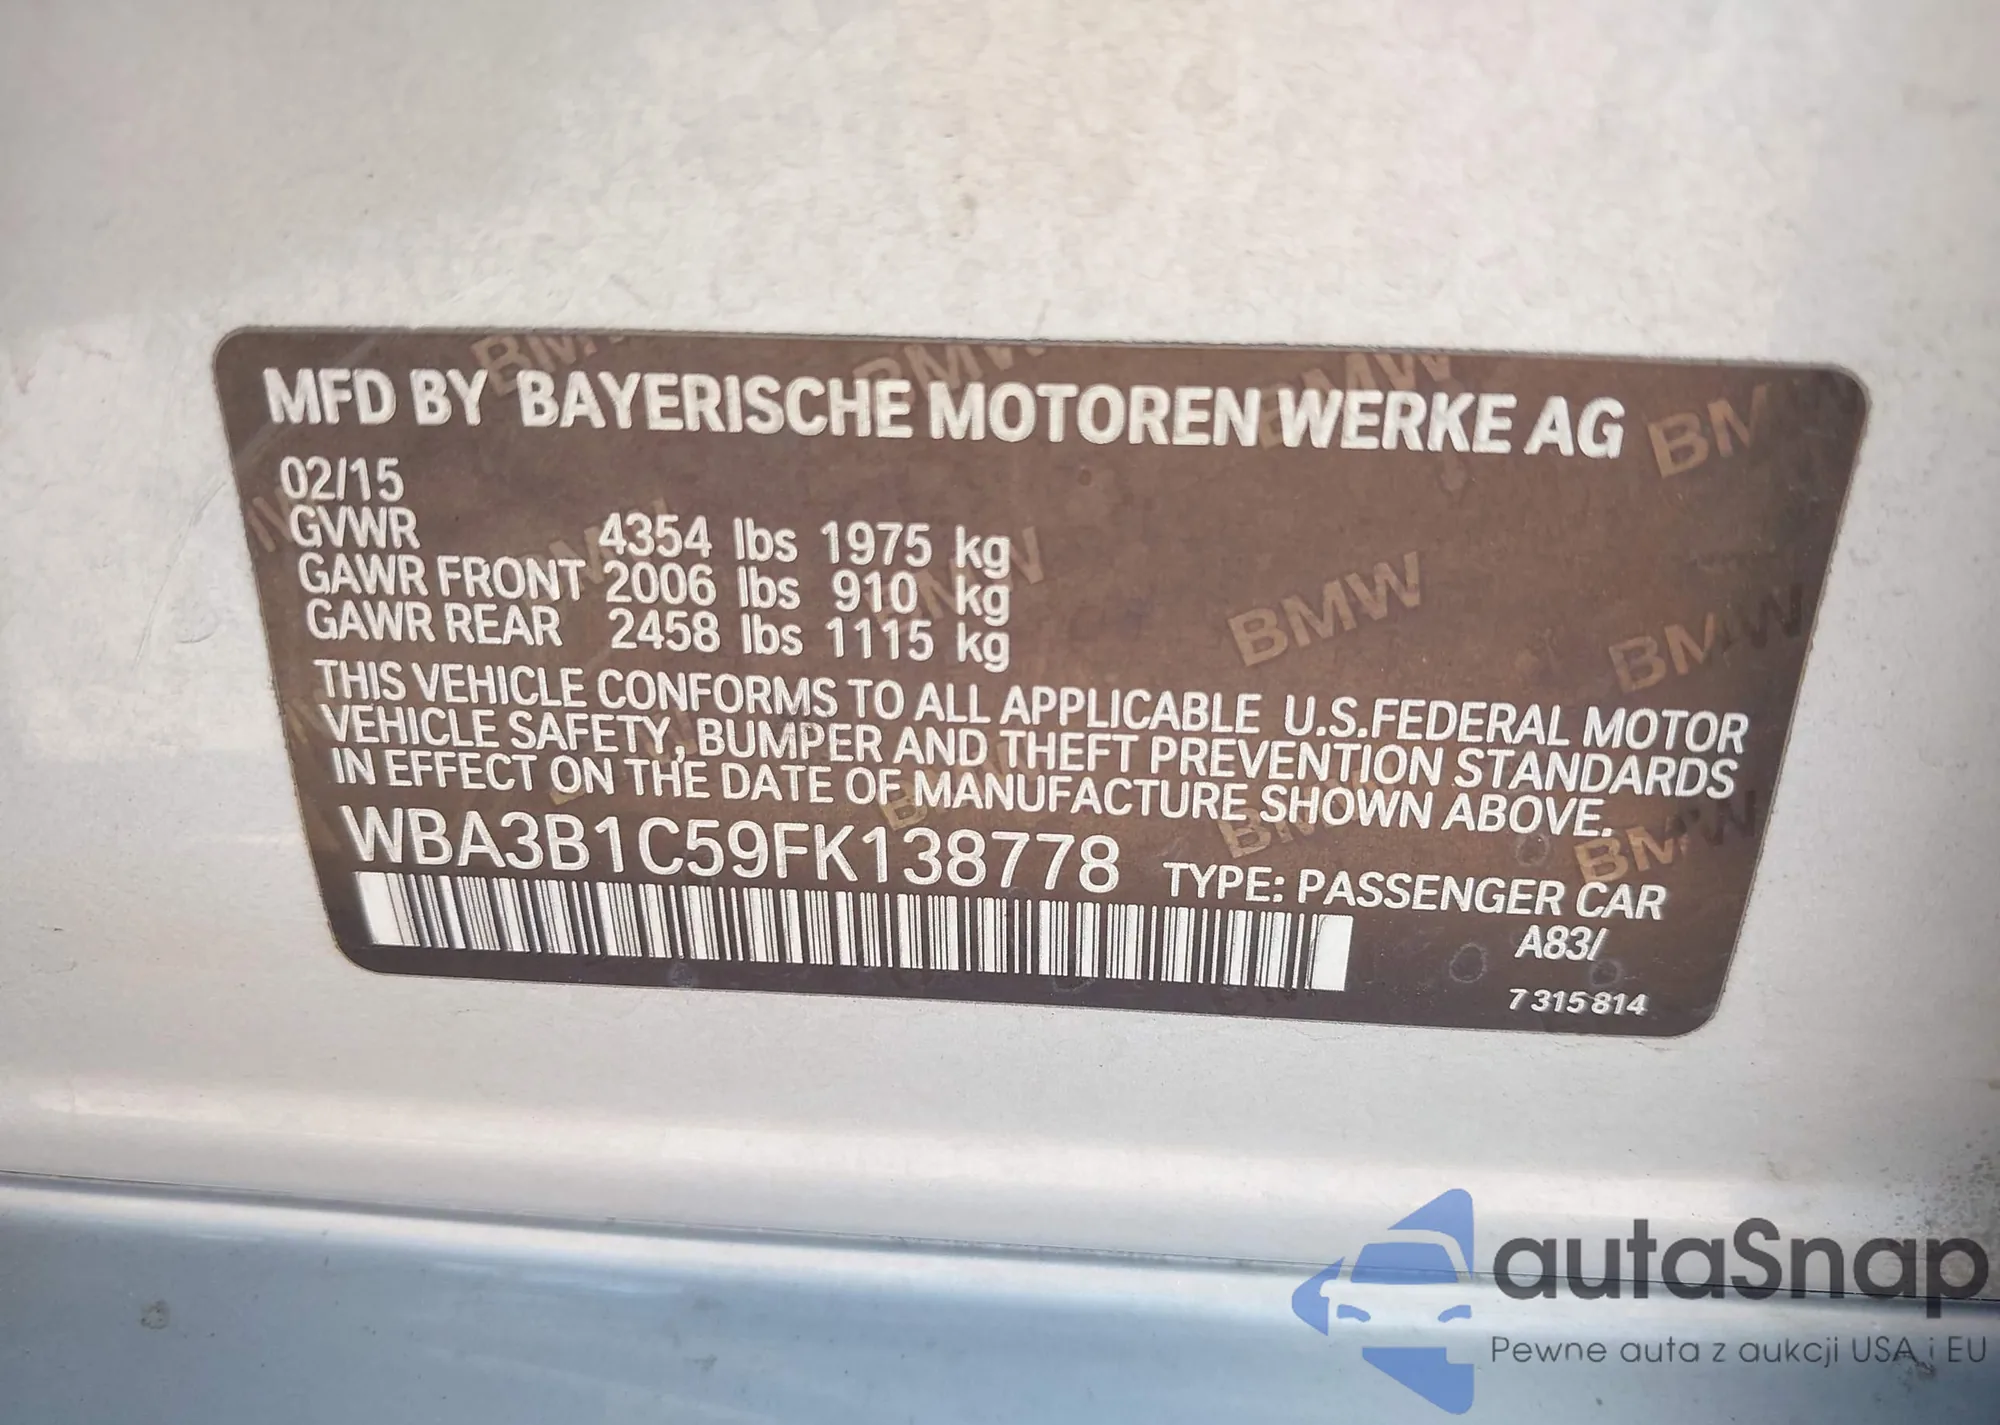 MFD BY BAYERISCHE MOTOREN WERKE AG
02/15
GVWR 4354 lbs 1975 kg
GAWR FRONT 2006 lbs 910 kg
GAWR REAR 2458 lbs 1115 kg
THIS VEHICLE CONFORMS TO ALL APPLICABLE U.S.FEDERAL MOTOR
VEHICLE SAFETY, BUMPER AND THEFT PREVENTION STANDARDS
IN EFFECT ON THE DATE OF MANUFACTURE SHOWN ABOVE.
WBA3B1C59FK138778 TYPE: PASSENGER CAR
A83/
7 315 814
autaSnap
Pewne auta z aukcji USA i EU